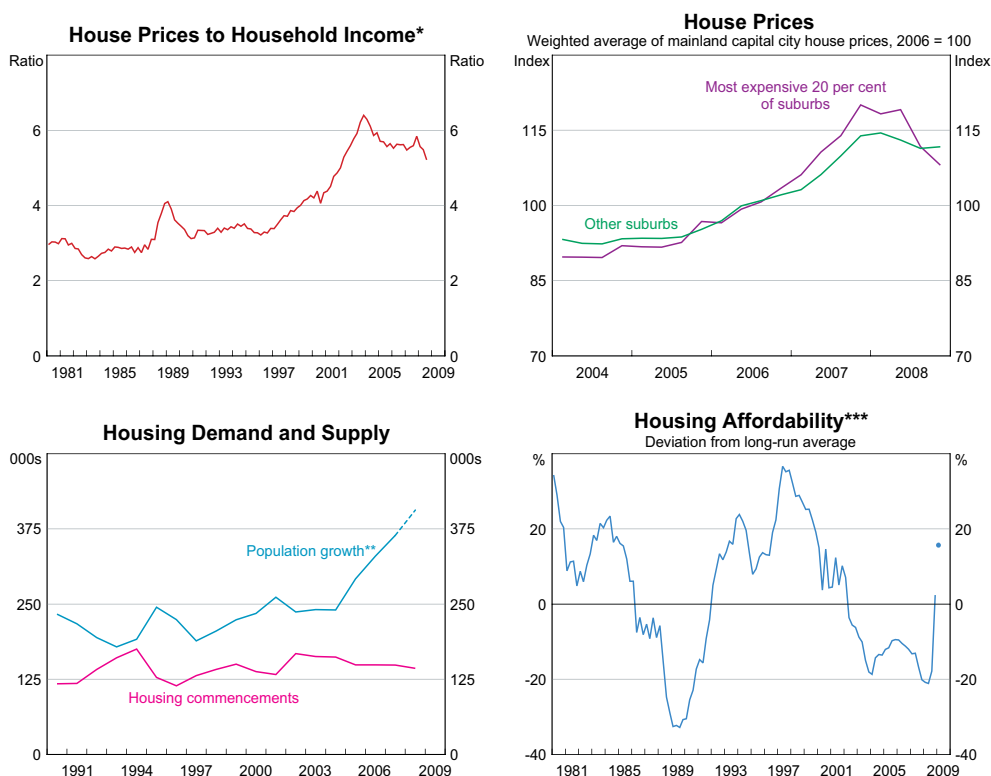 House Prices to Household Income*
Ratio Ratio
6 6
4 4
2 2
0 0
1981 1985 1989 1993 1997 2001 2005 2009
House Prices
Weighted average of mainland capital city house prices, 2006 = 100
Index Index
Most expensive 20 per cent
of suburbs
115 115
100 100
Other suburbs
85 85
70 70
2004 2005 2006 2007 2008
Housing Demand and Supply
000s 000s
375 375
Population growth**
250 250
125 125
Housing commencements
0 0
1991 1994 1997 2000 2003 2006 2009
Housing Affordability***
Deviation from long-run average
% %
20 20
0 0
-20 -20
-40 -40
1981 1985 1989 1993 1997 2001 2005 2009